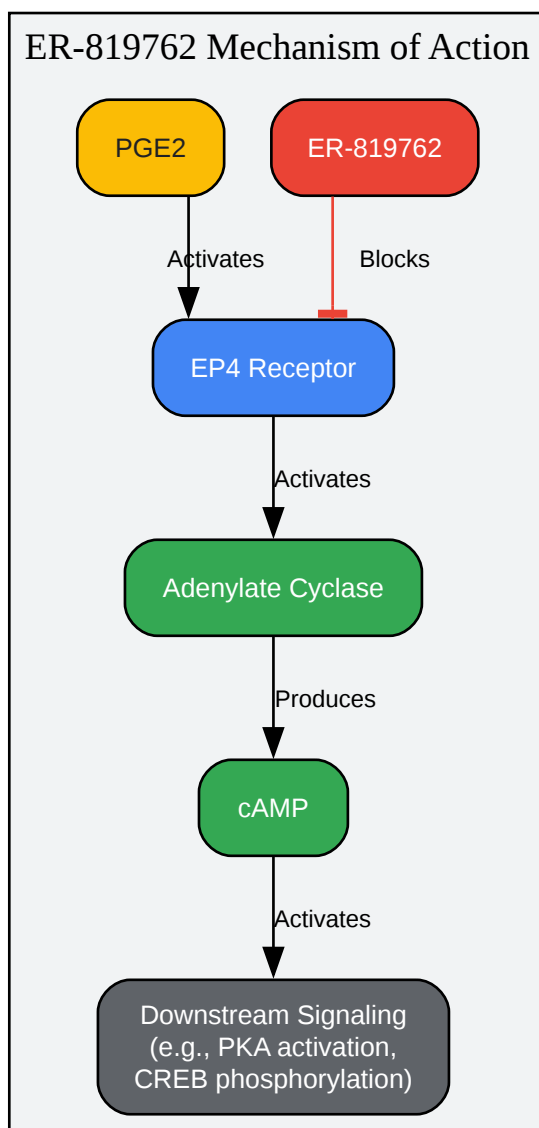 ER-819762 Mechanism of Action
PGE2
ER-819762
Activates
Blocks
EP4 Receptor
Activates
Adenylate Cyclase
Produces
cAMP
Activates
Downstream Signaling
(e.g., PKA activation,
CREB phosphorylation)